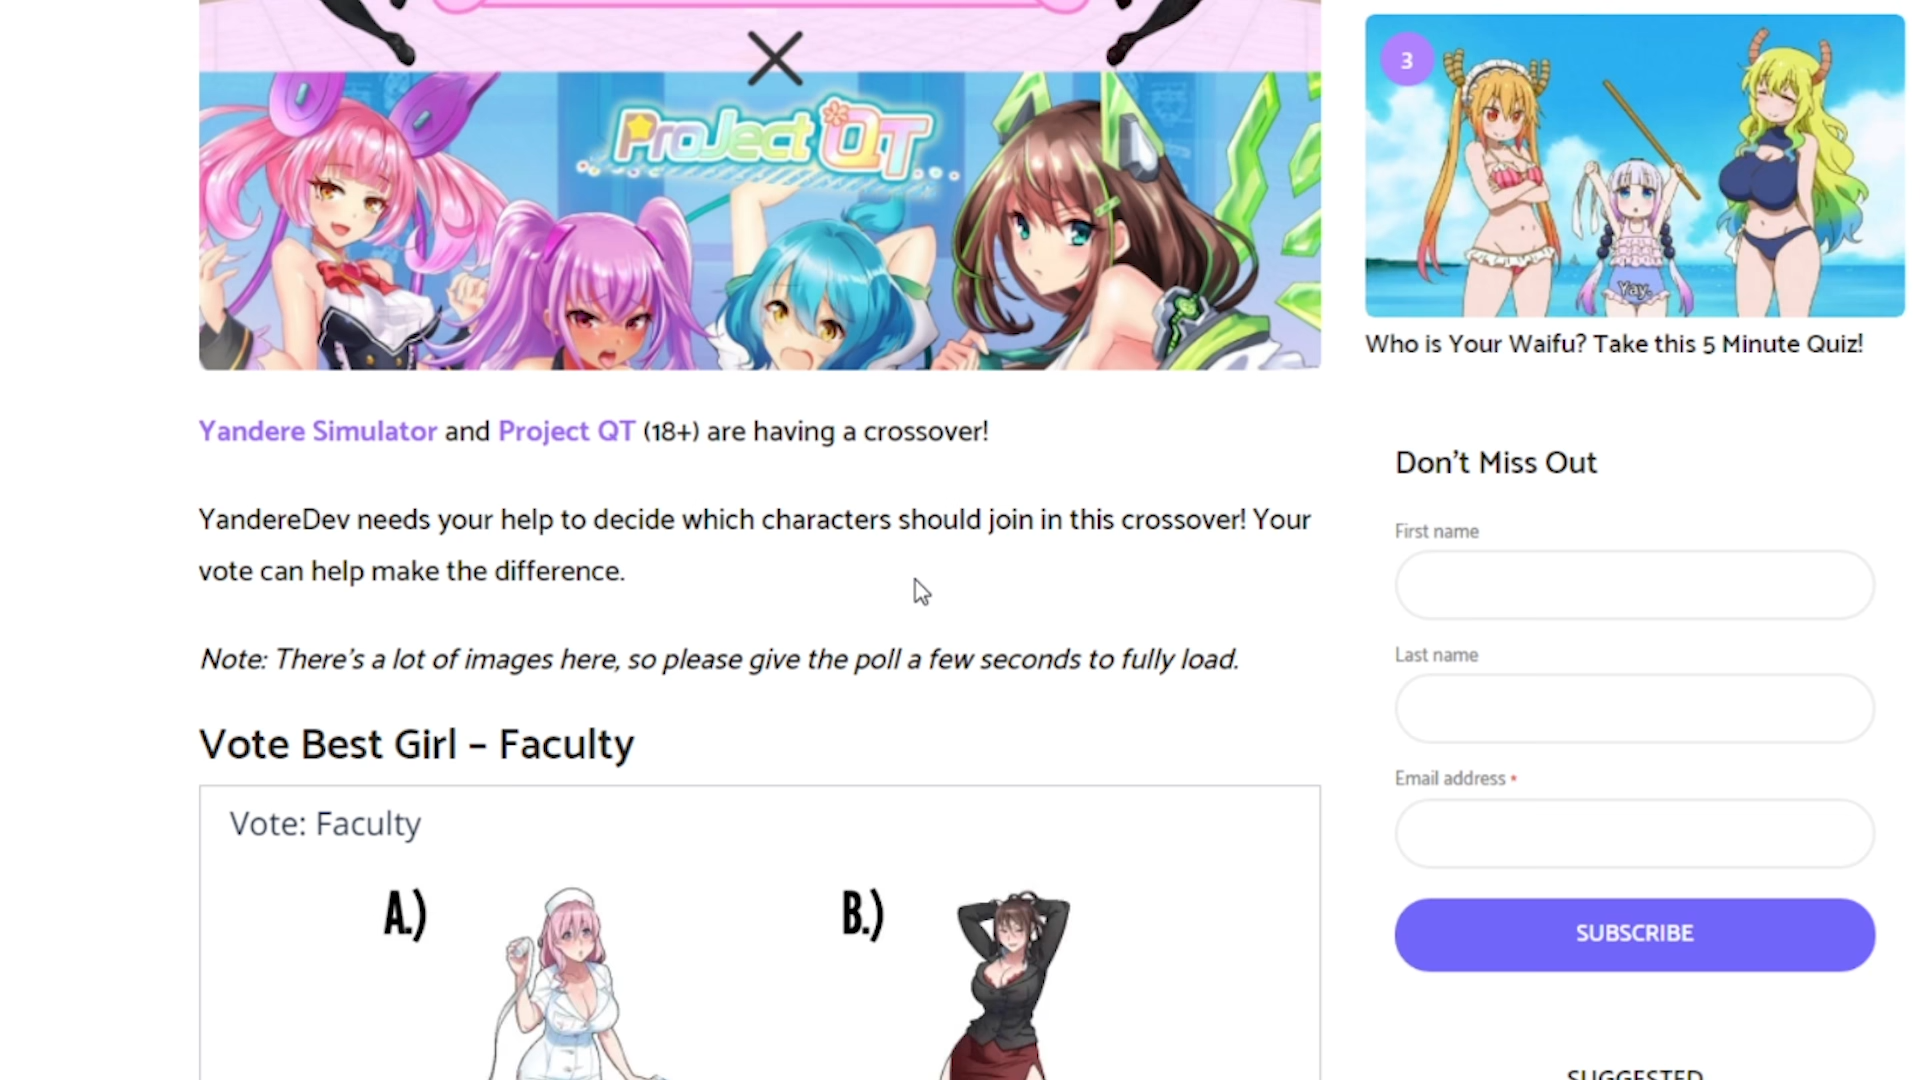 ProJect QT
3
Yay.
Who is Your Waifu? Take this 5 Minute Quiz!
Yandere Simulator and Project QT (18+) are having a crossover!
YandereDev needs your help to decide which characters should join in this crossover! Your
vote can help make the difference.
Note: There’s a lot of images here, so please give the poll a few seconds to fully load.
Vote Best Girl – Faculty
Vote: Faculty
A.)
B.)
Don’t Miss Out
First name
Last name
Email address •
SUBSCRIBE
SUGGESTED